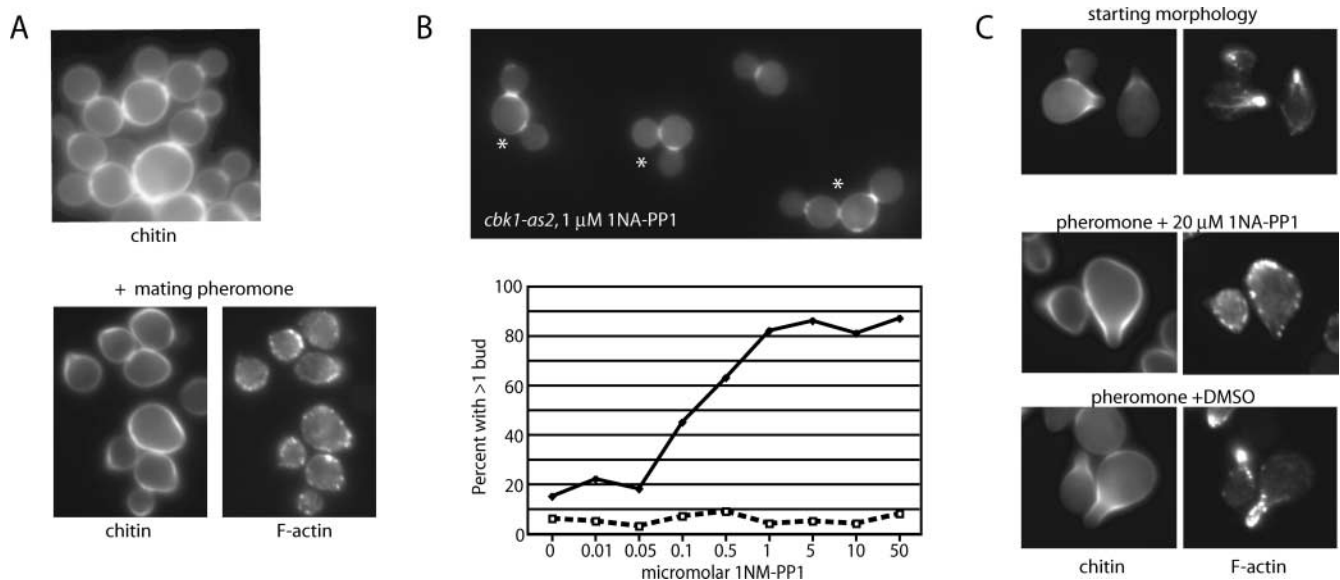 A
chitin
+ mating pheromone
chitin
F-actin
B
*
*
*
cbk1-as2, 1 μM 1NA-PP1
Percent with >1 bud
100
80
60
40
20
0
0 0.01 0.05 0.1 0.5 1 5 10 50
micromolar 1NM-PP1
C
starting morphology
pheromone + 20 μM 1NA-PP1
pheromone +DMSO
chitin
F-actin